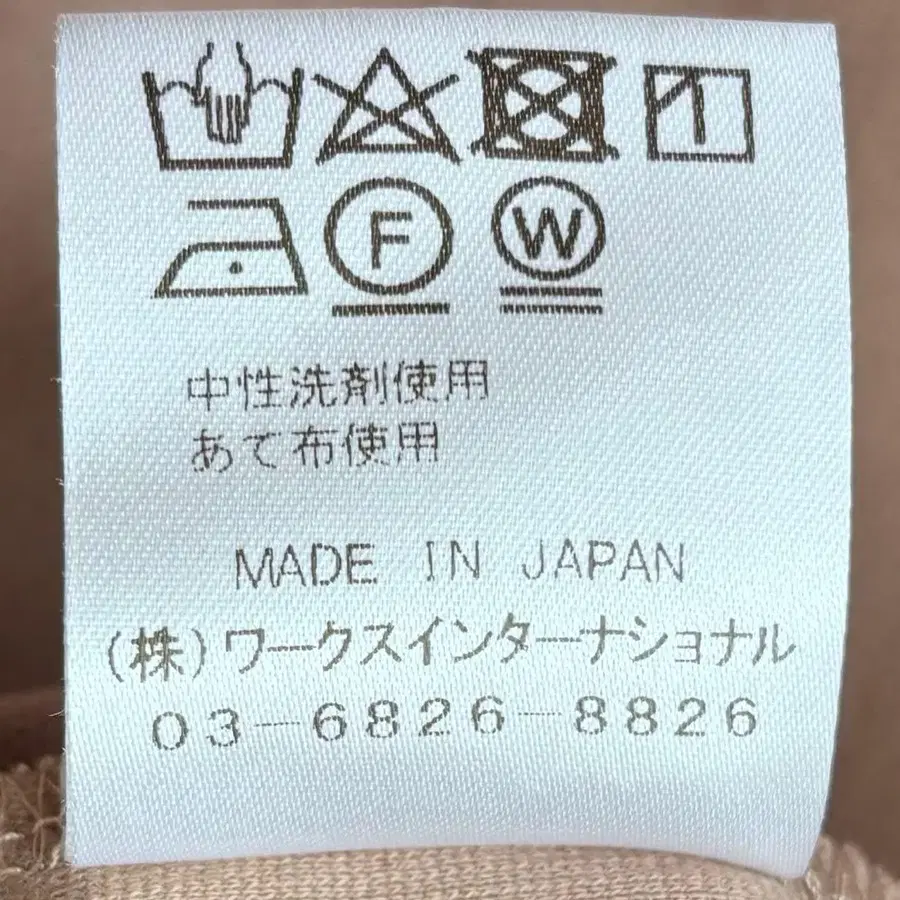 F W
中性洗剤使用
あて布使用
MADE IN JAPAN
(株)ワークスインターナショナル
03-6826-8826